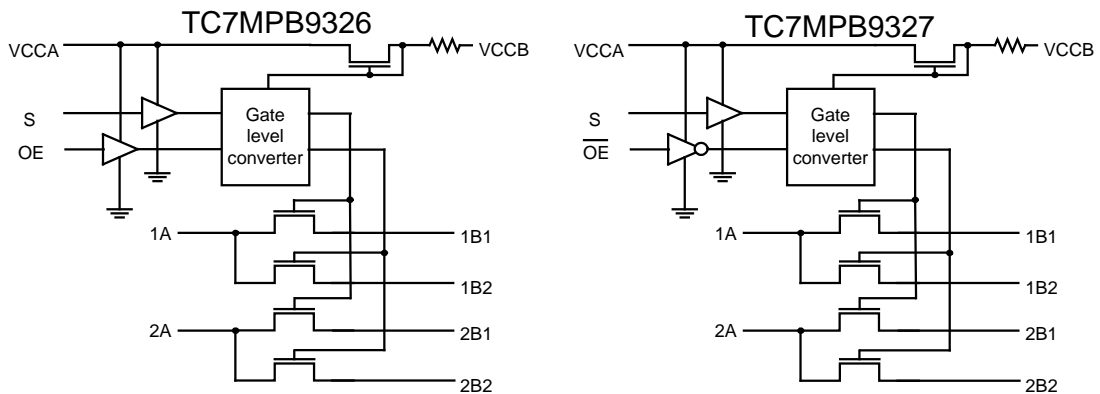 TC7MPB9326
VCCA
VCCB
S
OE
Gate
level
converter
1A
1B1
1B2
2A
2B1
2B2
TC7MPB9327
VCCA
VCCB
S
O̅E̅
Gate
level
converter
1A
1B1
1B2
2A
2B1
2B2